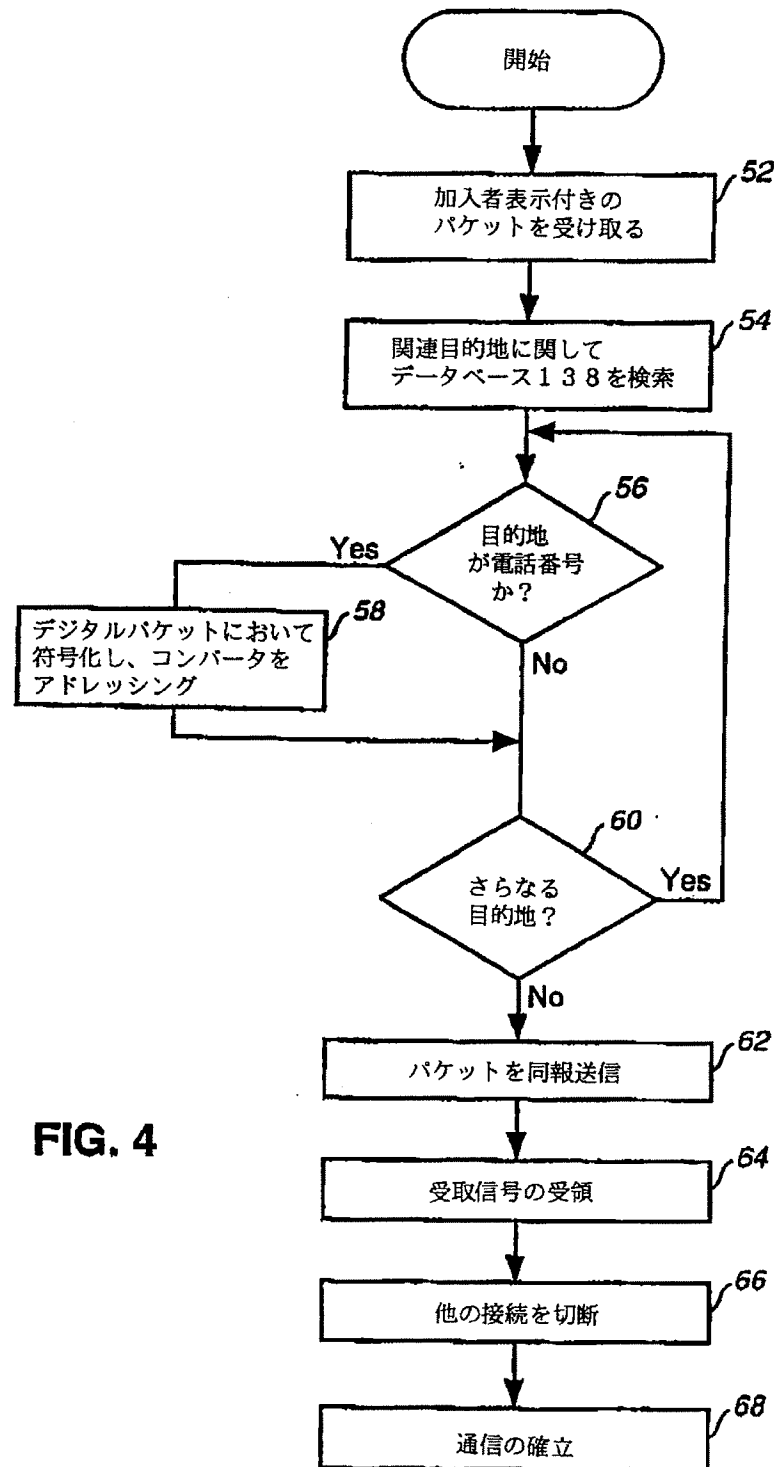 開始
52
加入者表示付きの
パケットを受け取る
54
関連目的地に関して
データベース１３８を検索
56
目的地
が電話番号
か？
Yes
No
58
デジタルパケットにおいて
符号化し、コンバータを
アドレッシング
60
さらなる
目的地？
Yes
No
62
パケットを同報送信
FIG. 4
64
受取信号の受領
66
他の接続を切断
68
通信の確立